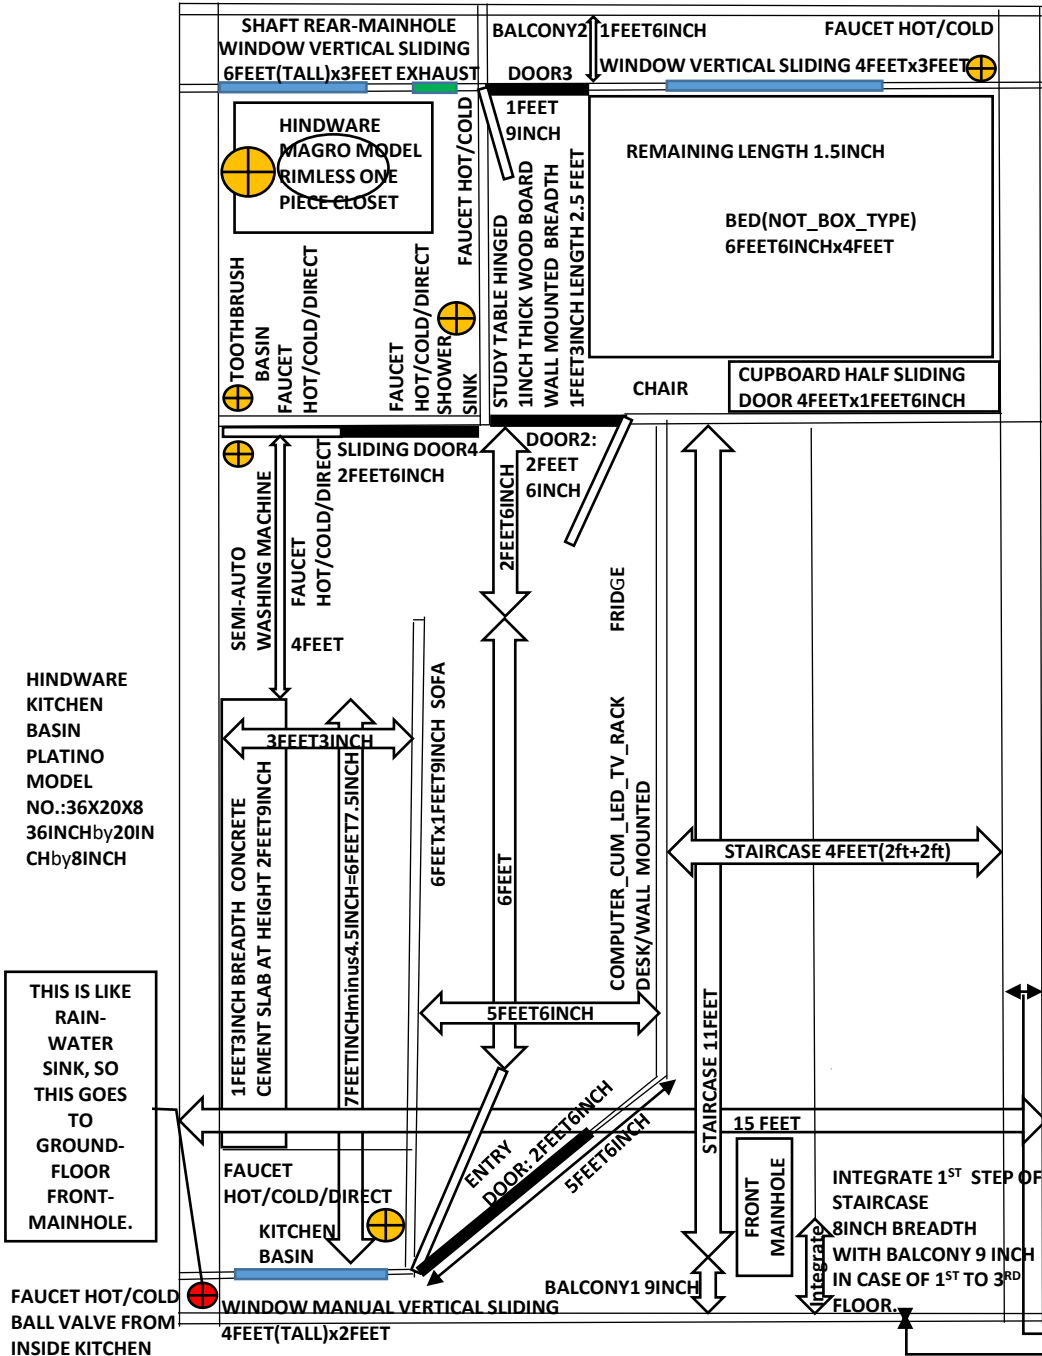 SHAFT REAR-MAINHOLE
WINDOW VERTICAL SLIDING
6FEET(TALL)x3FEET EXHAUST
BALCONY2
1FEET6INCH
FAUCET HOT/COLD
WINDOW VERTICAL SLIDING 4FEETx3FEET
DOOR3
1FEET
9INCH
HINDWARE
MAGRO MODEL
RIMLESS ONE
PIECE CLOSET
FAUCET HOT/COLD
REMAINING LENGTH 1.5INCH
BED(NOT_BOX_TYPE)
6FEET6INCHx4FEET
STUDY TABLE HINGED
1INCH THICK WOOD BOARD
WALL MOUNTED BREADTH
1FEET3INCH LENGTH 2.5 FEET
TOOTHBRUSH
BASIN
FAUCET
HOT/COLD/DIRECT
FAUCET
HOT/COLD/DIRECT
SHOWER
SINK
CHAIR
CUPBOARD HALF SLIDING
DOOR 4FEETx1FEET6INCH
SLIDING DOOR4
2FEET6INCH
DOOR2:
2FEET
6INCH
2FEET6INCH
SEMI-AUTO
WASHING MACHINE
FAUCET
HOT/COLD/DIRECT
4FEET
FRIDGE
HINDWARE
KITCHEN
BASIN
PLATINO
MODEL
NO.:36X20X8
36INCHby20IN
CHby8INCH
3FEET3INCH
1FEET3INCH BREADTH CONCRETE
CEMENT SLAB AT HEIGHT 2FEET9INCH
7FEETINCHminus4.5INCH=6FEET7.5INCH
6FEETx1FEET9INCH SOFA
6FEET
COMPUTER_CUM_LED_TV_RACK
DESK/WALL MOUNTED
STAIRCASE 4FEET(2ft+2ft)
5FEET6INCH
STAIRCASE 11FEET
THIS IS LIKE
RAIN-
WATER
SINK, SO
THIS GOES
TO
GROUND-
FLOOR
FRONT-
MAINHOLE.
15 FEET
ENTRY
DOOR: 2FEET6INCH
5FEET6INCH
FAUCET
HOT/COLD/DIRECT
KITCHEN
BASIN
FRONT
MAINHOLE
INTEGRATE 1ST STEP OF
STAIRCASE
8INCH BREADTH
WITH BALCONY 9 INCH
IN CASE OF 1ST TO 3RD
FLOOR.
Integrate
BALCONY1 9INCH
FAUCET HOT/COLD
BALL VALVE FROM
INSIDE KITCHEN
WINDOW MANUAL VERTICAL SLIDING
4FEET(TALL)x2FEET